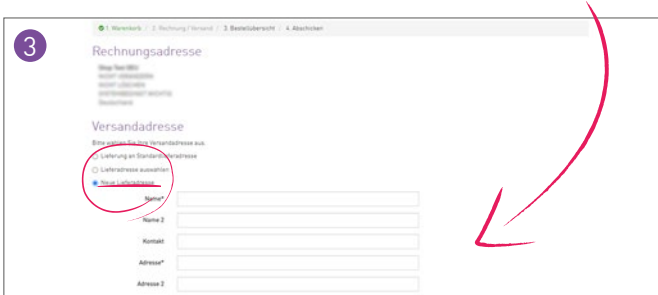 3
1. Warenkorb / 2. Rechnung / Versand / 3. Bestellübersicht / 4. Abschicken
Rechnungsadresse
Deutschland
Versandadresse
Bitte wählen Sie Ihre Versandadresse aus.
Lieferung an Standardlieferadresse
Lieferadresse auswählen
Neue Lieferadresse
Name*
Name 2
Kontakt
Adresse*
Adresse 2